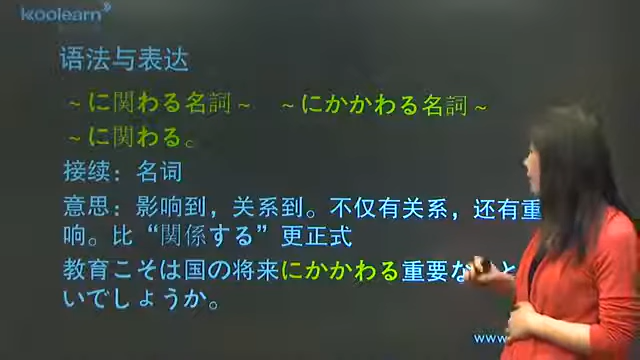 koolearn
语法与表达
～に関わる名詞～ ～にかかわる名詞～
～に関わる。
接续：名词
意思：影响到，关系到。不仅有关系，还有重
响。比“関係する”更正式
教育こそは国の将来にかかわる重要な と
いでしょうか。
www